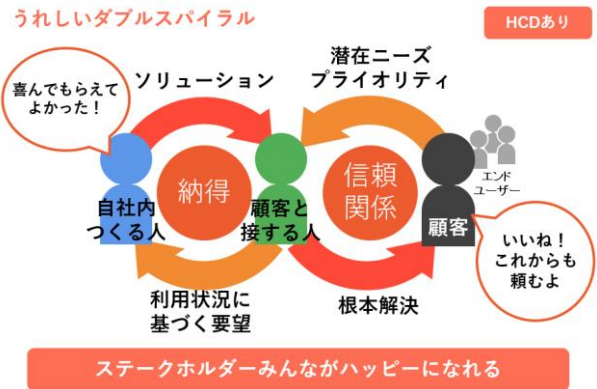 うれしいダブルスパイラル
HCDあり
喜んでもらえて
よかった！
ソリューション
潜在ニーズ
プライオリティ
納得
信頼
関係
エンド
ユーザー
自社内
つくる人
顧客と
接する人
顧客
いいね！
これからも
頼むよ
利用状況に
基づく要望
根本解決
ステークホルダーみんながハッピーになれる